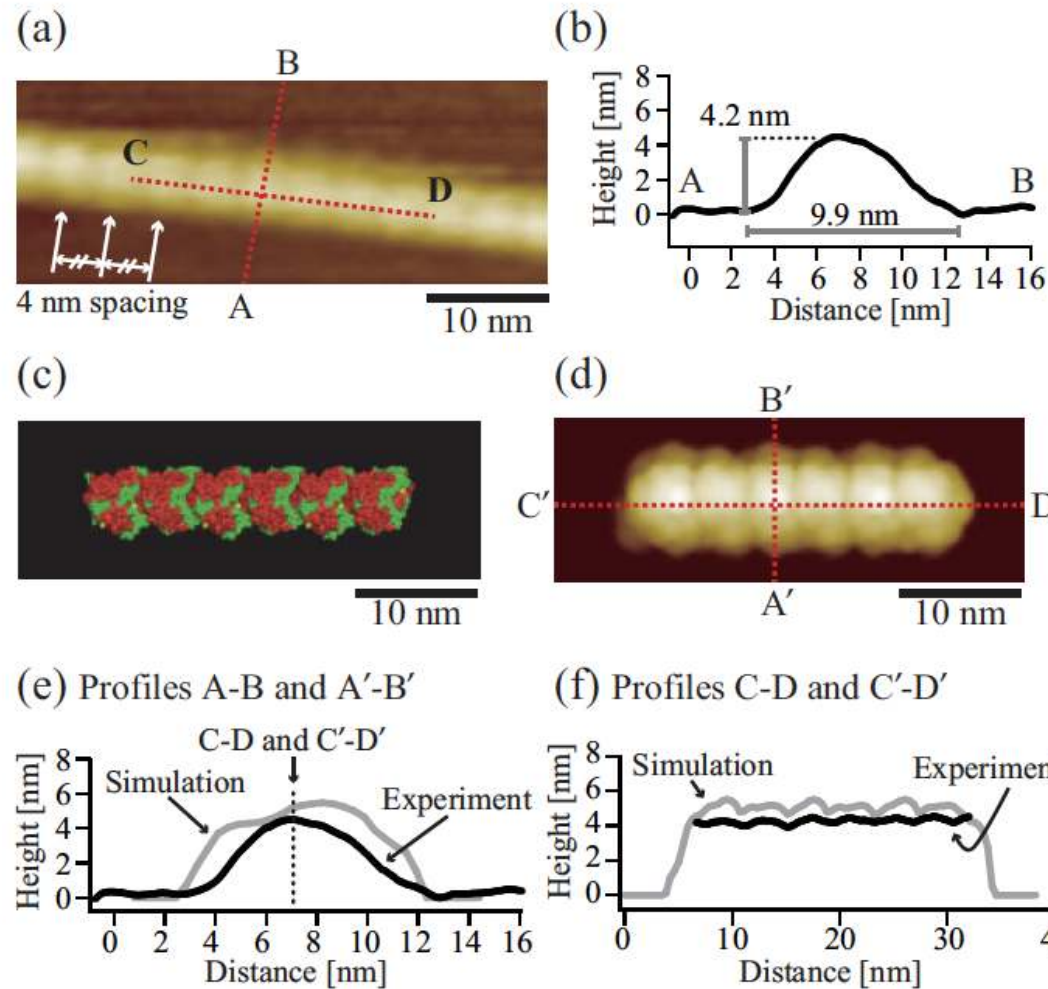 (a)
B
C
D
A
4 nm spacing
10 nm
(b)
Height [nm]
8
6
4
2
0
4.2 nm
A
B
9.9 nm
0 2 4 6 8 10 12 14 16
Distance [nm]
(c)
10 nm
(d)
B′
C′
D
A′
10 nm
(e) Profiles A-B and A′-B′
C-D and C′-D′
Simulation
Experiment
Height [nm]
8
6
4
2
0
0 2 4 6 8 10 12 14 16
Distance [nm]
(f) Profiles C-D and C′-D′
Simulation
Experimen
Height [nm]
8
6
4
2
0
0 10 20 30 4
Distance [nm]